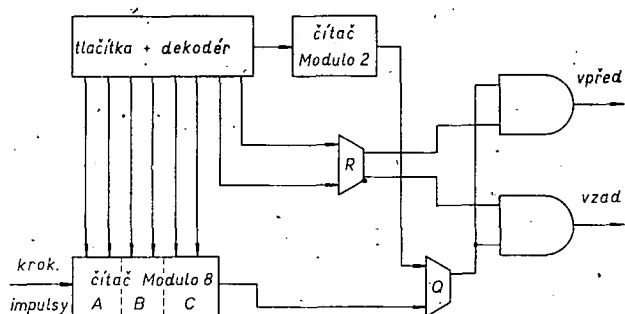 tlačítka + dekodér
čítač
Modulo 2
vpřed
R
vzad
krok.
impulsy
čítač Modulo 8
A B C
Q